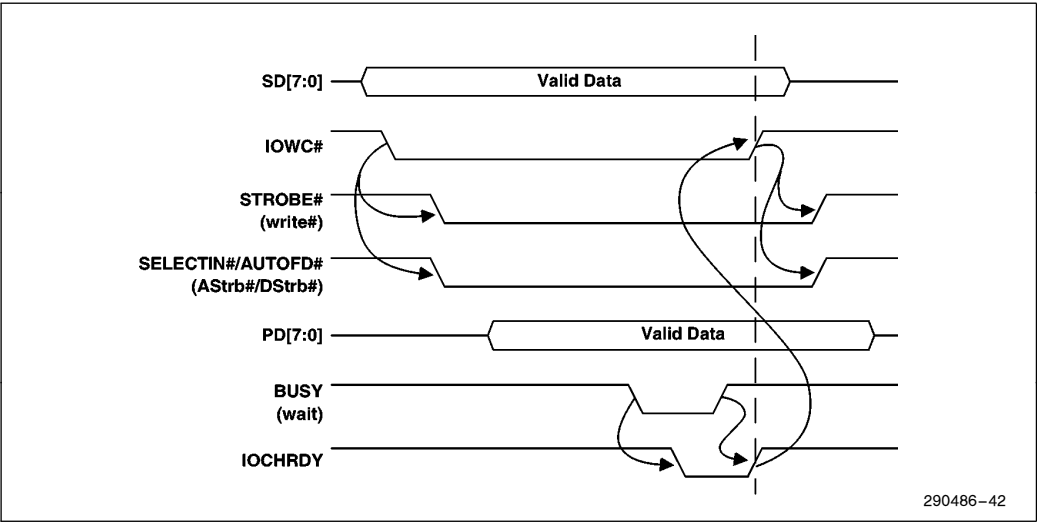 SD[7:0]
Valid Data
IOWC#
STROBE#
(write#)
SELECTIN#/AUTOFD#
(AStrb#/DStrb#)
PD[7:0]
Valid Data
BUSY
(wait)
IOCHRDY
290486–42